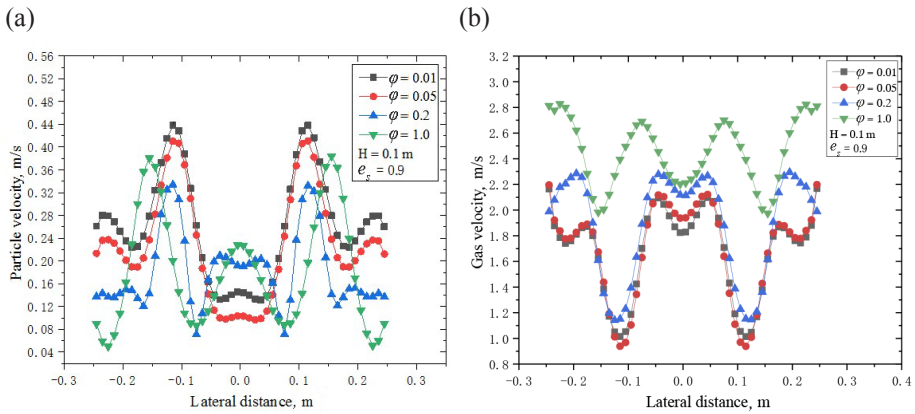 (a)
0.56
0.52
0.48
0.44
0.40
0.36
0.32
0.28
0.24
0.20
0.16
0.12
0.08
0.04
Particle velocity, m/s
φ = 0.01
φ = 0.05
φ = 0.2
φ = 1.0
H = 0.1 m
e_s = 0.9
-0.3 -0.2 -0.1 0.0 0.1 0.2 0.3
Lateral distance, m
(b)
3.2
3.0
2.8
2.6
2.4
2.2
2.0
1.8
1.6
1.4
1.2
1.0
0.8
Gas velocity, m/s
φ = 0.01
φ = 0.05
φ = 0.2
φ = 1.0
H = 0.1 m
e_s = 0.9
-0.3 -0.2 -0.1 0.0 0.1 0.2 0.3 0.4
Lateral distance, m